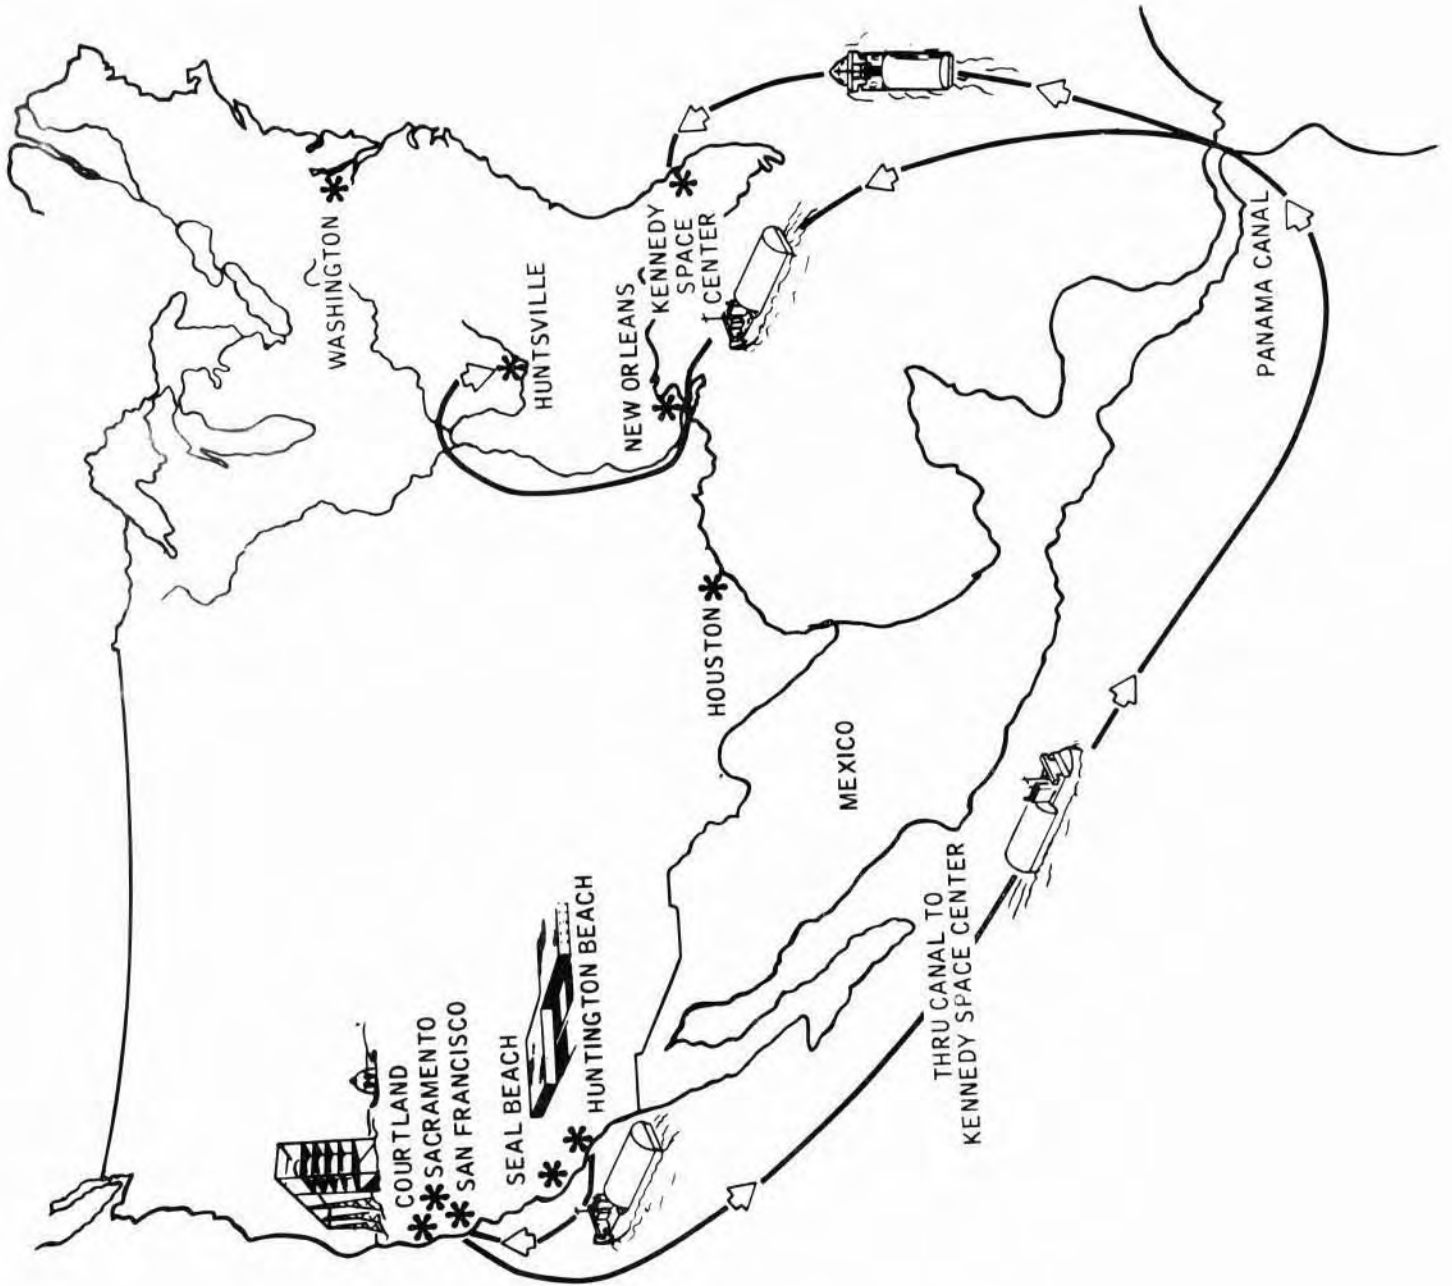 COURTLAND
SACRAMENTO
SAN FRANCISCO
SEAL BEACH
HUNTINGTON BEACH
THRU CANAL TO
KENNEDY SPACE CENTER
MEXICO
HOUSTON
NEW ORLEANS
HUNTSVILLE
WASHINGTON
KENNEDY
SPACE
CENTER
PANAMA CANAL